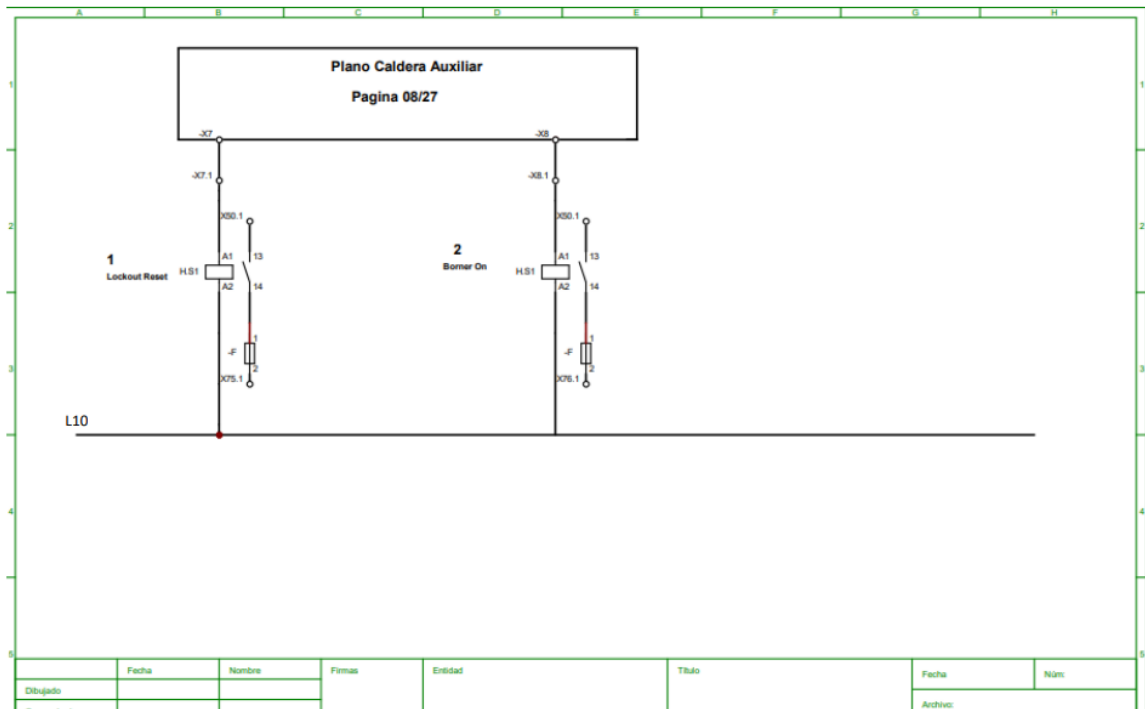 A B C D E F G H
Plano Caldera Auxiliar
1 1
Pagina 08/27
-X7 -X8
-X7.1 -X8.1
X50.1 X50.1
2 2
1 A1 13 2 A1 13
Lockout Reset H.S1 Borner On H.S1
A2 14 A2 14
1 1
-F -F
3 2 2 3
X75.1 X76.1
L10
4 4
5 5
Fecha Nombre Firmas Entidad Título Fecha Núm:
Dibujado
Archivo: